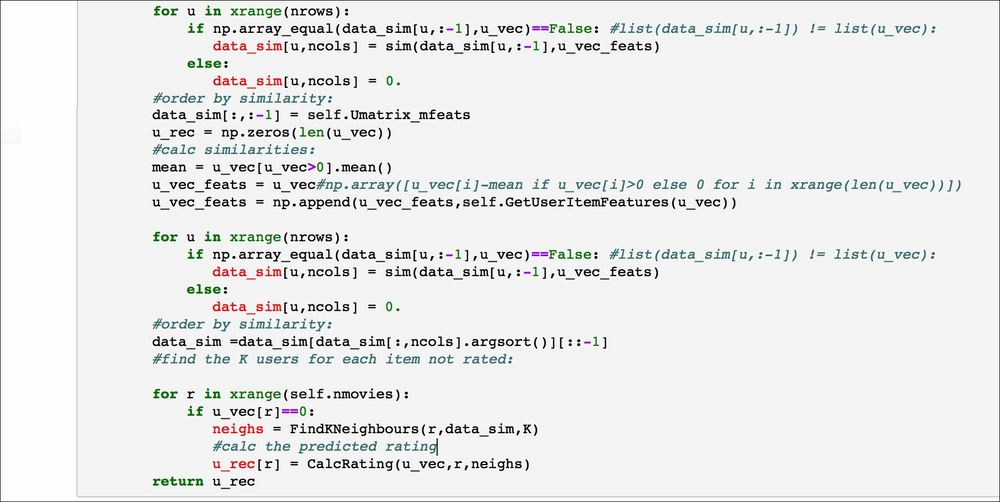 for u in xrange(nrows):
    if np.array_equal(data_sim[u,:-1],u_vec)==False: #list(data_sim[u,:-1]) != list(u_vec):
        data_sim[u,ncols] = sim(data_sim[u,:-1],u_vec_feats)
    else:
        data_sim[u,ncols] = 0.
#order by similarity:
data_sim[:,:-1] = self.Umatrix_mfeats
u_rec = np.zeros(len(u_vec))
#calc similarities:
mean = u_vec[u_vec>0].mean()
u_vec_feats = u_vec#np.array([u_vec[i]-mean if u_vec[i]>0 else 0 for i in xrange(len(u_vec))])
u_vec_feats = np.append(u_vec_feats,self.GetUserItemFeatures(u_vec))

for u in xrange(nrows):
    if np.array_equal(data_sim[u,:-1],u_vec)==False: #list(data_sim[u,:-1]) != list(u_vec):
        data_sim[u,ncols] = sim(data_sim[u,:-1],u_vec_feats)
    else:
        data_sim[u,ncols] = 0.
#order by similarity:
data_sim =data_sim[data_sim[:,ncols].argsort()][::-1]
#find the K users for each item not rated:

for r in xrange(self.nmovies):
    if u_vec[r]==0:
        neighs = FindKNeighbours(r,data_sim,K)
        #calc the predicted rating
        u_rec[r] = CalcRating(u_vec,r,neighs)
return u_rec